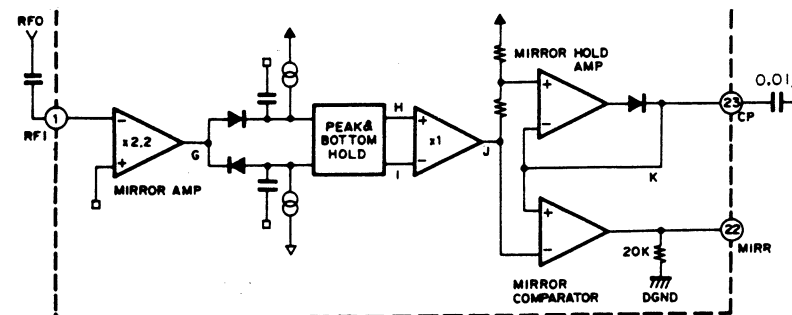 RFO
1
RFI
-
x2.2
+
MIRROR AMP
G
PEAK&
BOTTOM
HOLD
H
I
+
x1
-
J
MIRROR HOLD
AMP
+
-
K
+
-
MIRROR
COMPARATOR
20K
DGND
23
CP
0.01
22
MIRR